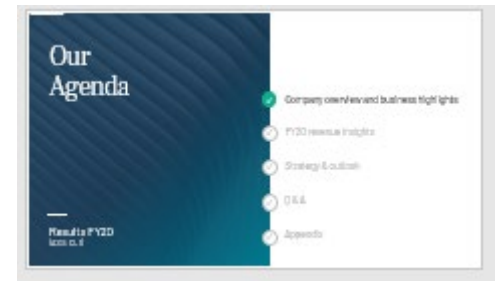 Our
Agenda
Company overview and business highlights
FY20 revenue insights
Strategy & outlook
Q&A
Appendix
Results FY20